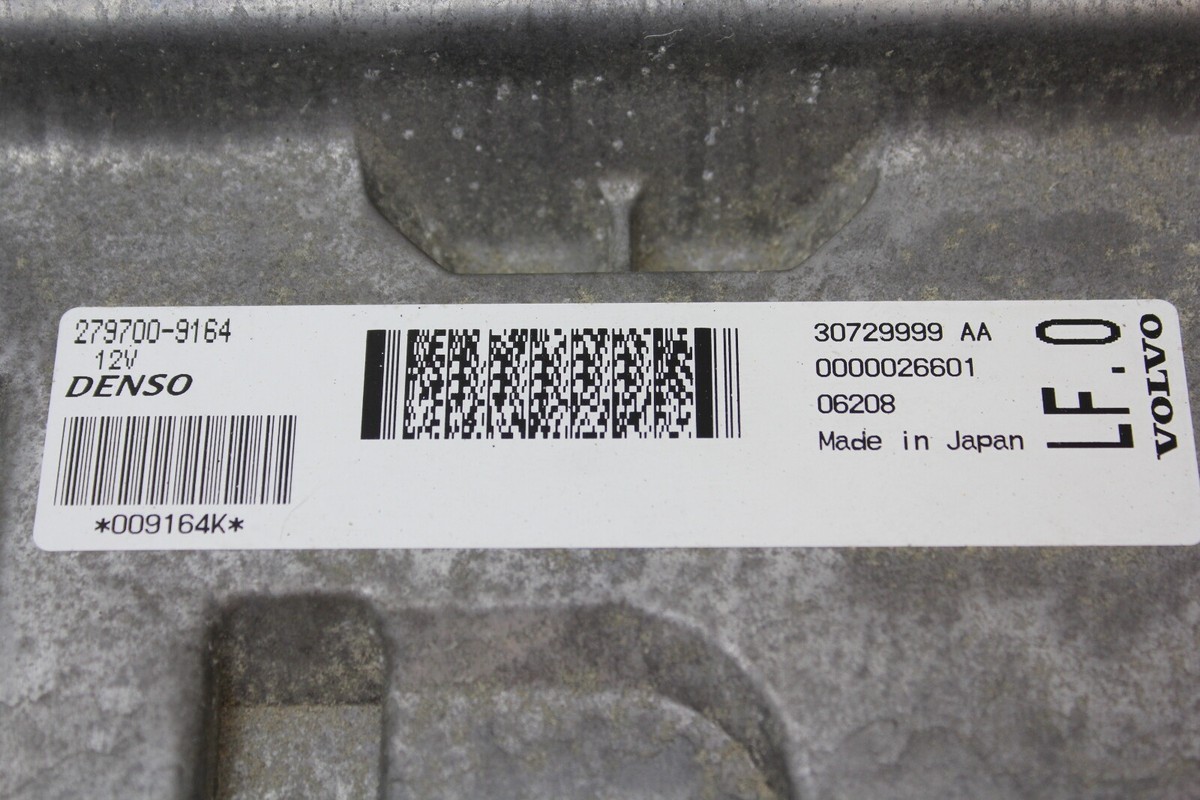 279700-9164
12V
DENSO
*009164K*
30729999 AA
0000026601
06208
Made in Japan
LF.0
VOLVO